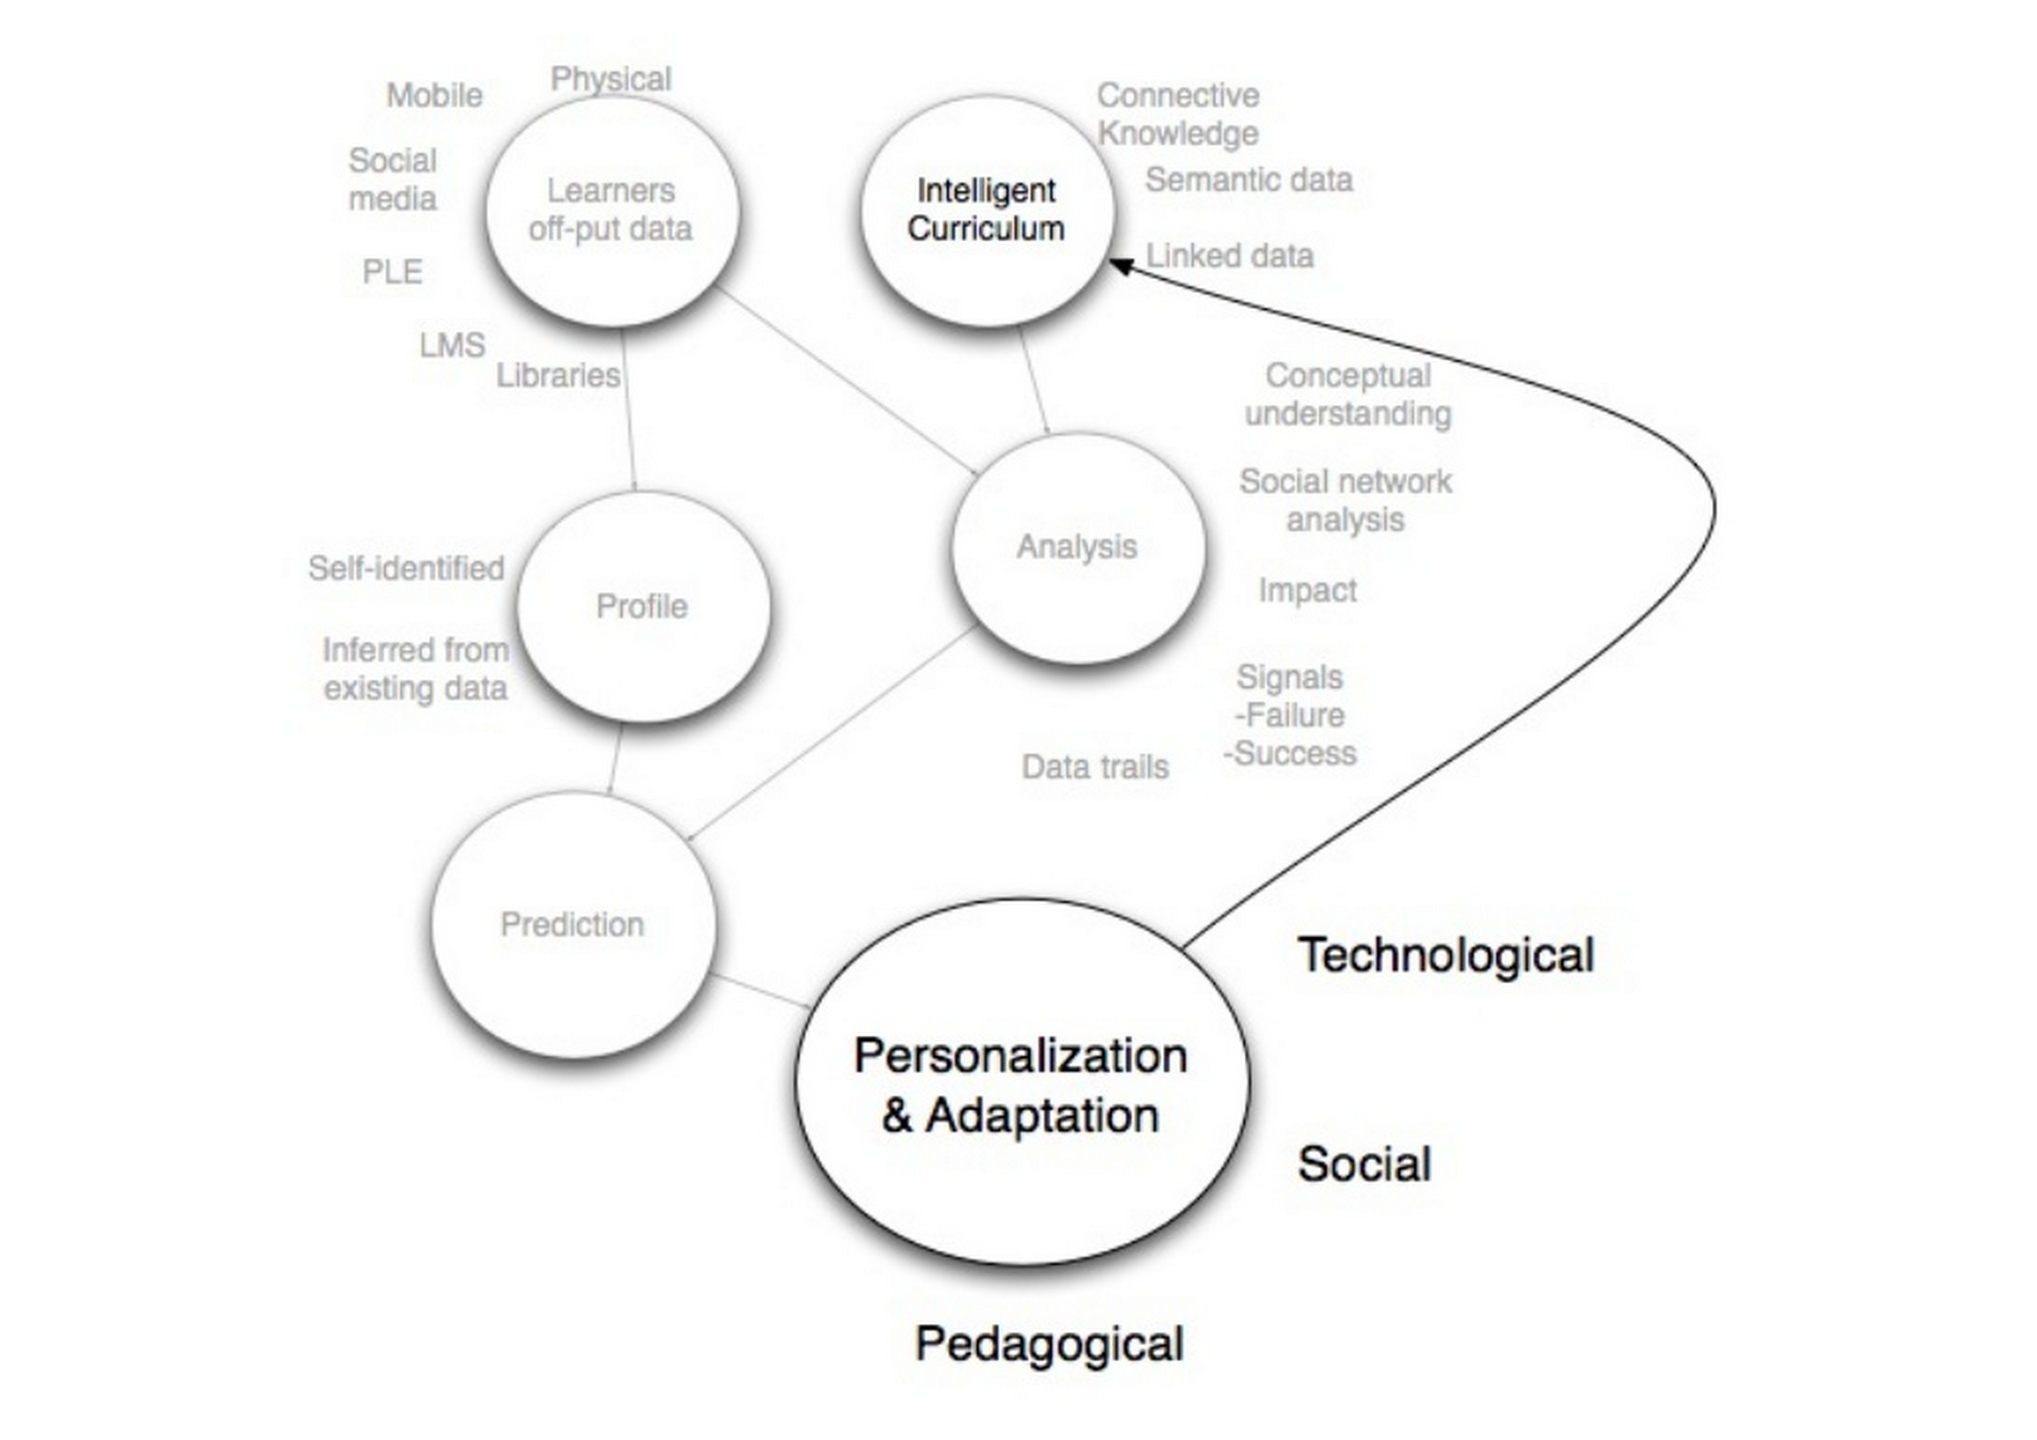 Physical
Mobile
Social
media
PLE
LMS
Libraries
Learners
off-put data
Intelligent
Curriculum
Connective
Knowledge
Semantic data
Linked data
Conceptual
understanding
Social network
analysis
Impact
Signals
-Failure
-Success
Data trails
Analysis
Self-identified
Inferred from
existing data
Profile
Prediction
Personalization
& Adaptation
Technological
Social
Pedagogical